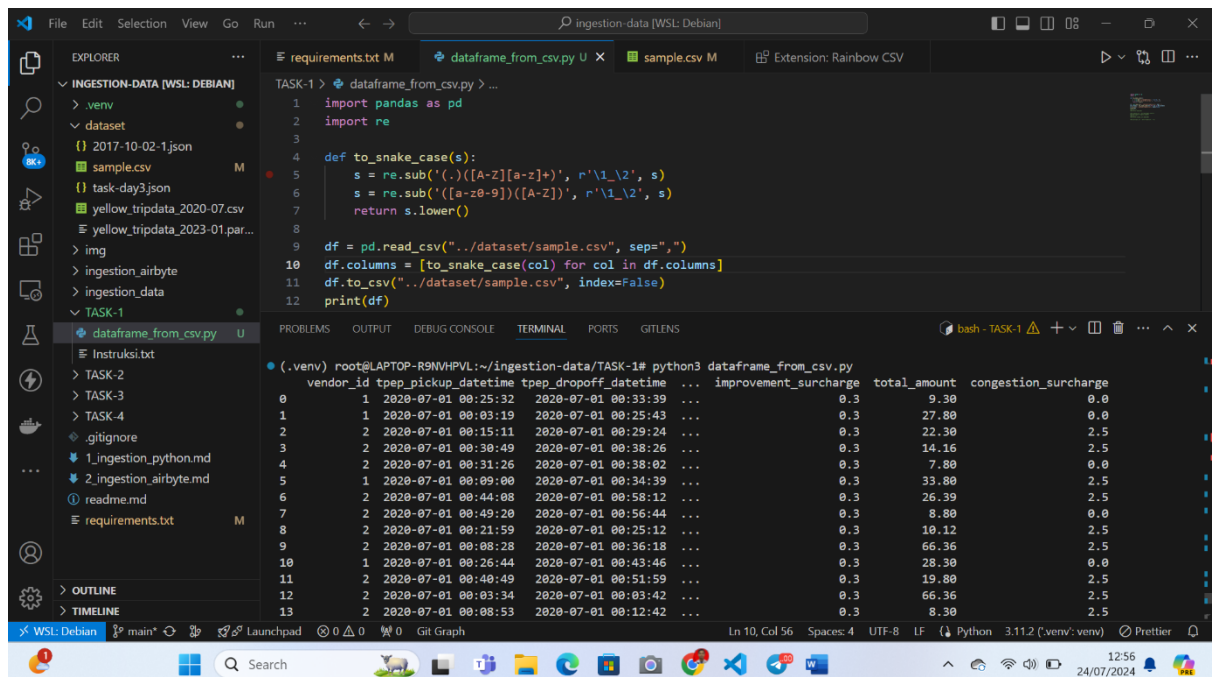 File Edit Selection View Go Run ... ingestion-data [WSL: Debian]
EXPLORER ...
INGESTION-DATA [WSL: DEBIAN]
.venv
dataset
{} 2017-10-02-1.json
sample.csv M
{} task-day3.json
yellow_tripdata_2020-07.csv
yellow_tripdata_2023-01.par...
img
ingestion_airbyte
ingestion_data
TASK-1
dataframe_from_csv.py U
Instruksi.txt
TASK-2
TASK-3
TASK-4
.gitignore
1_ingestion_python.md
2_ingestion_airbyte.md
readme.md
requirements.txt M
OUTLINE
TIMELINE
8K+
requirements.txt M dataframe_from_csv.py U sample.csv M Extension: Rainbow CSV
TASK-1 > dataframe_from_csv.py > ...
1 import pandas as pd
2 import re
3
4 def to_snake_case(s):
5 s = re.sub('(.)([A-Z][a-z]+)', r'\1_\2', s)
6 s = re.sub('([a-z0-9])([A-Z])', r'\1_\2', s)
7 return s.lower()
8
9 df = pd.read_csv("../dataset/sample.csv", sep=",")
10 df.columns = [to_snake_case(col) for col in df.columns]
11 df.to_csv("../dataset/sample.csv", index=False)
12 print(df)
PROBLEMS OUTPUT DEBUG CONSOLE TERMINAL PORTS GITLENS bash - TASK-1
(.venv) root@LAPTOP-R9NVHPVL:~/ingestion-data/TASK-1# python3 dataframe_from_csv.py
vendor_id tpep_pickup_datetime tpep_dropoff_datetime ... improvement_surcharge total_amount congestion_surcharge
0 1 2020-07-01 00:25:32 2020-07-01 00:33:39 ... 0.3 9.30 0.0
1 1 2020-07-01 00:03:19 2020-07-01 00:25:43 ... 0.3 27.80 0.0
2 2 2020-07-01 00:15:11 2020-07-01 00:29:24 ... 0.3 22.30 2.5
3 2 2020-07-01 00:30:49 2020-07-01 00:38:26 ... 0.3 14.16 2.5
4 2 2020-07-01 00:31:26 2020-07-01 00:38:02 ... 0.3 7.80 0.0
5 1 2020-07-01 00:09:00 2020-07-01 00:34:39 ... 0.3 33.80 2.5
6 2 2020-07-01 00:44:08 2020-07-01 00:58:12 ... 0.3 26.39 2.5
7 2 2020-07-01 00:49:20 2020-07-01 00:56:44 ... 0.3 8.80 0.0
8 2 2020-07-01 00:21:59 2020-07-01 00:25:12 ... 0.3 10.12 2.5
9 2 2020-07-01 00:08:28 2020-07-01 00:36:18 ... 0.3 66.36 2.5
10 1 2020-07-01 00:26:44 2020-07-01 00:43:46 ... 0.3 28.30 0.0
11 2 2020-07-01 00:40:49 2020-07-01 00:51:59 ... 0.3 19.80 2.5
12 2 2020-07-01 00:03:34 2020-07-01 00:03:42 ... 0.3 66.36 2.5
13 2 2020-07-01 00:08:53 2020-07-01 00:12:42 ... 0.3 8.30 2.5
WSL: Debian main* Launchpad 0 0 0 Git Graph Ln 10, Col 56 Spaces: 4 UTF-8 LF Python 3.11.2 ('.venv': venv) Prettier
Search 12:56
24/07/2024